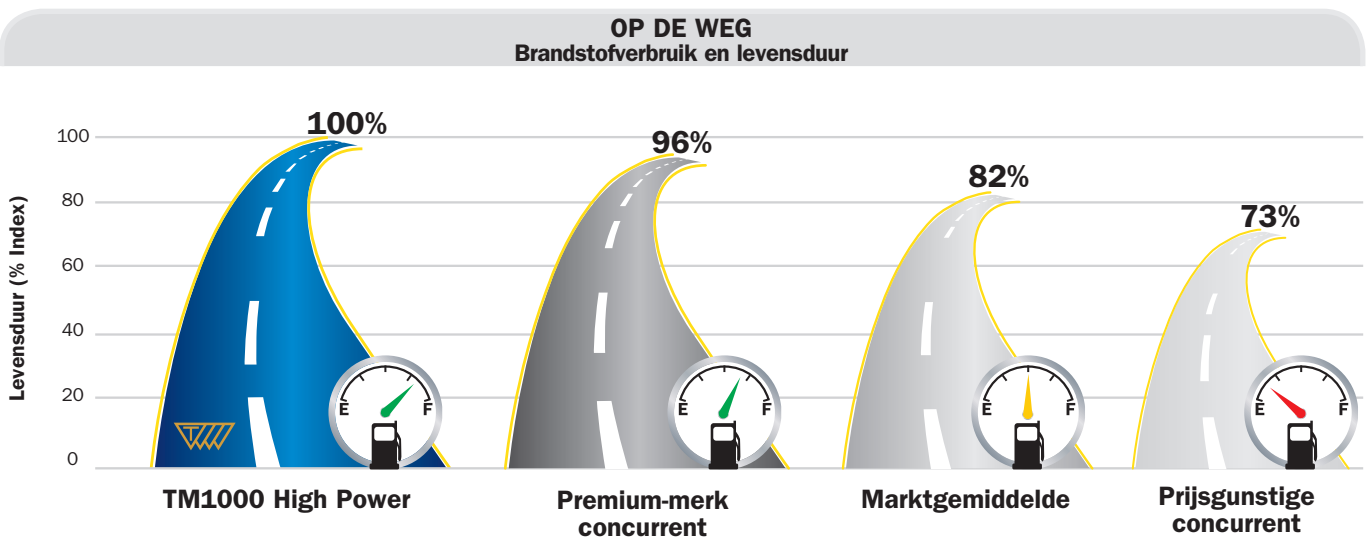 OP DE WEG
Brandstofverbruik en levensduur
Levensduur (% Index)
100
80
60
40
20
0
100%
96%
82%
73%
E F
E F
E F
E F
T
TM1000 High Power
Premium-merk
concurrent
Marktgemiddelde
Prijsgunstige
concurrent